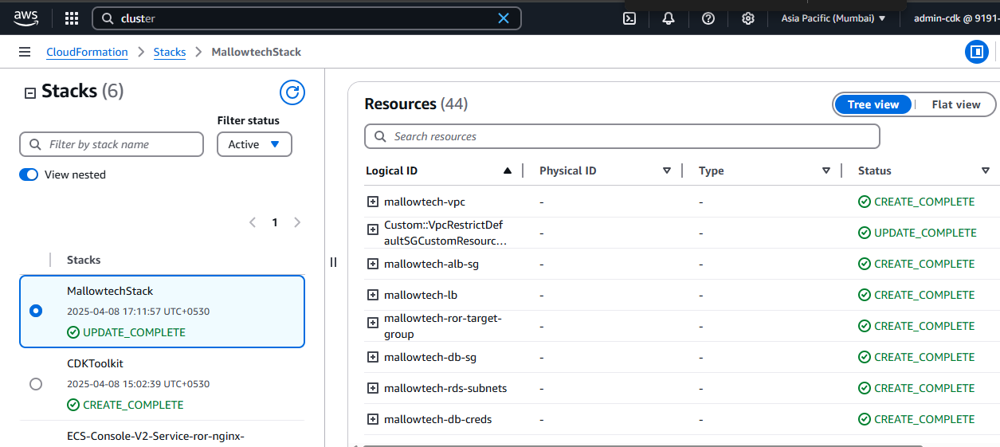 aws
cluster
Asia Pacific (Mumbai)
admin-cdk @ 9191-
CloudFormation
Stacks
MallowtechStack
Stacks (6)
Filter status
Filter by stack name
Active
View nested
1
Stacks
MallowtechStack
2025-04-08 17:11:57 UTC+0530
UPDATE_COMPLETE
CDKToolkit
2025-04-08 15:02:39 UTC+0530
CREATE_COMPLETE
ECS-Console-V2-Service-ror-nginx-
Resources (44)
Tree view
Flat view
Search resources
Logical ID
Physical ID
Type
Status
mallowtech-vpc
-
-
CREATE_COMPLETE
Custom::VpcRestrictDef
aultSGCustomResourc...
-
-
UPDATE_COMPLETE
mallowtech-alb-sg
-
-
CREATE_COMPLETE
mallowtech-lb
-
-
CREATE_COMPLETE
mallowtech-ror-target-
group
-
-
CREATE_COMPLETE
mallowtech-db-sg
-
-
CREATE_COMPLETE
mallowtech-rds-subnets
-
-
CREATE_COMPLETE
mallowtech-db-creds
-
-
CREATE_COMPLETE